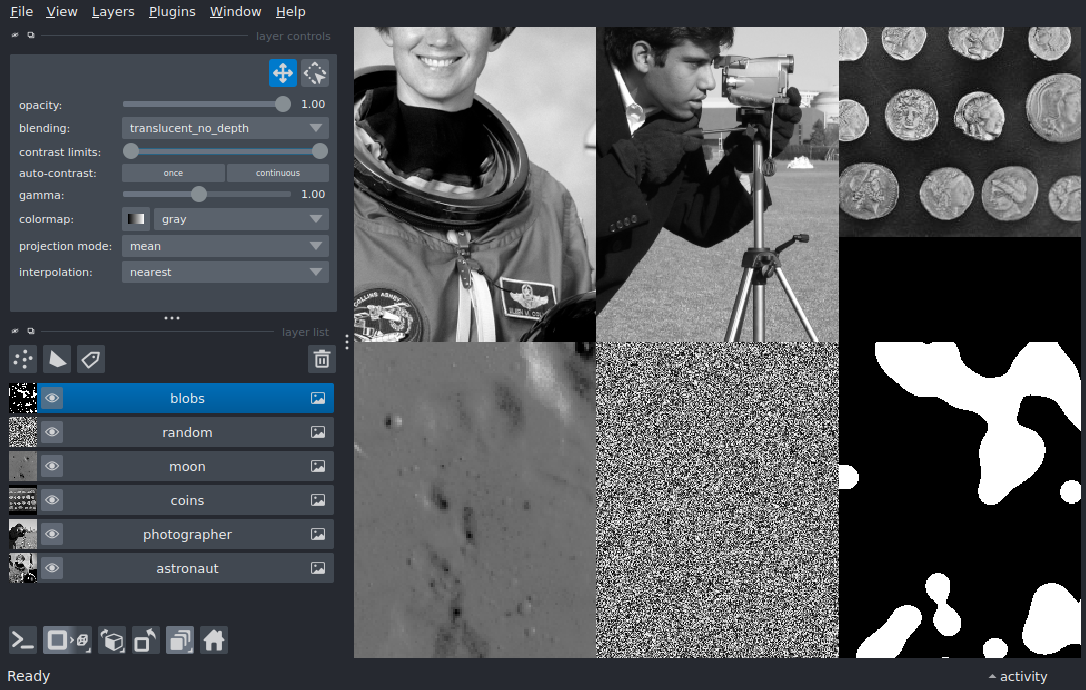 File View Layers Plugins Window Help
layer controls
opacity: 1.00
blending: translucent_no_depth
contrast limits:
auto-contrast: once continuous
gamma: 1.00
colormap: gray
projection mode: mean
interpolation: nearest
layer list
blobs
random
moon
coins
photographer
astronaut
Ready
activity